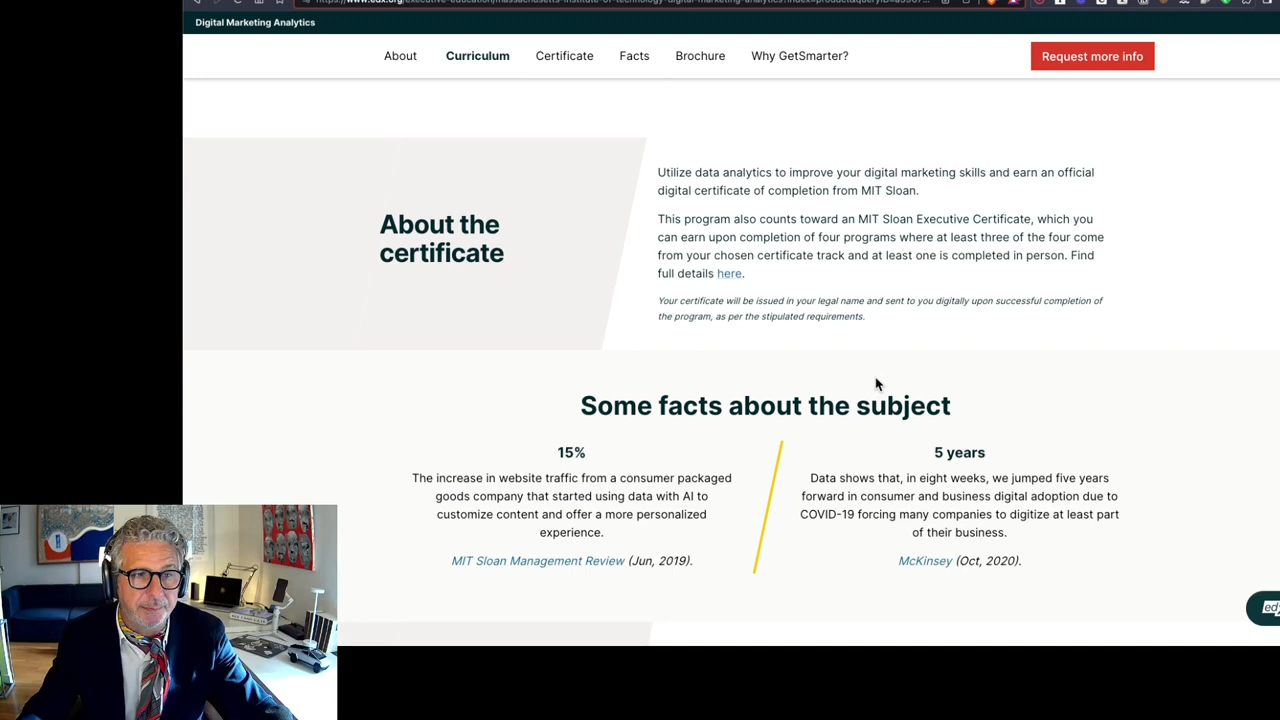 Digital Marketing Analytics
About Curriculum Certificate Facts Brochure Why GetSmarter? Request more info
About the
certificate
Utilize data analytics to improve your digital marketing skills and earn an official
digital certificate of completion from MIT Sloan.
This program also counts toward an MIT Sloan Executive Certificate, which you
can earn upon completion of four programs where at least three of the four come
from your chosen certificate track and at least one is completed in person. Find
full details here.
Your certificate will be issued in your legal name and sent to you digitally upon successful completion of
the program, as per the stipulated requirements.
Some facts about the subject
15%
The increase in website traffic from a consumer packaged
goods company that started using data with AI to
customize content and offer a more personalized
experience.
MIT Sloan Management Review (Jun, 2019).
5 years
Data shows that, in eight weeks, we jumped five years
forward in consumer and business digital adoption due to
COVID-19 forcing many companies to digitize at least part
of their business.
McKinsey (Oct, 2020).